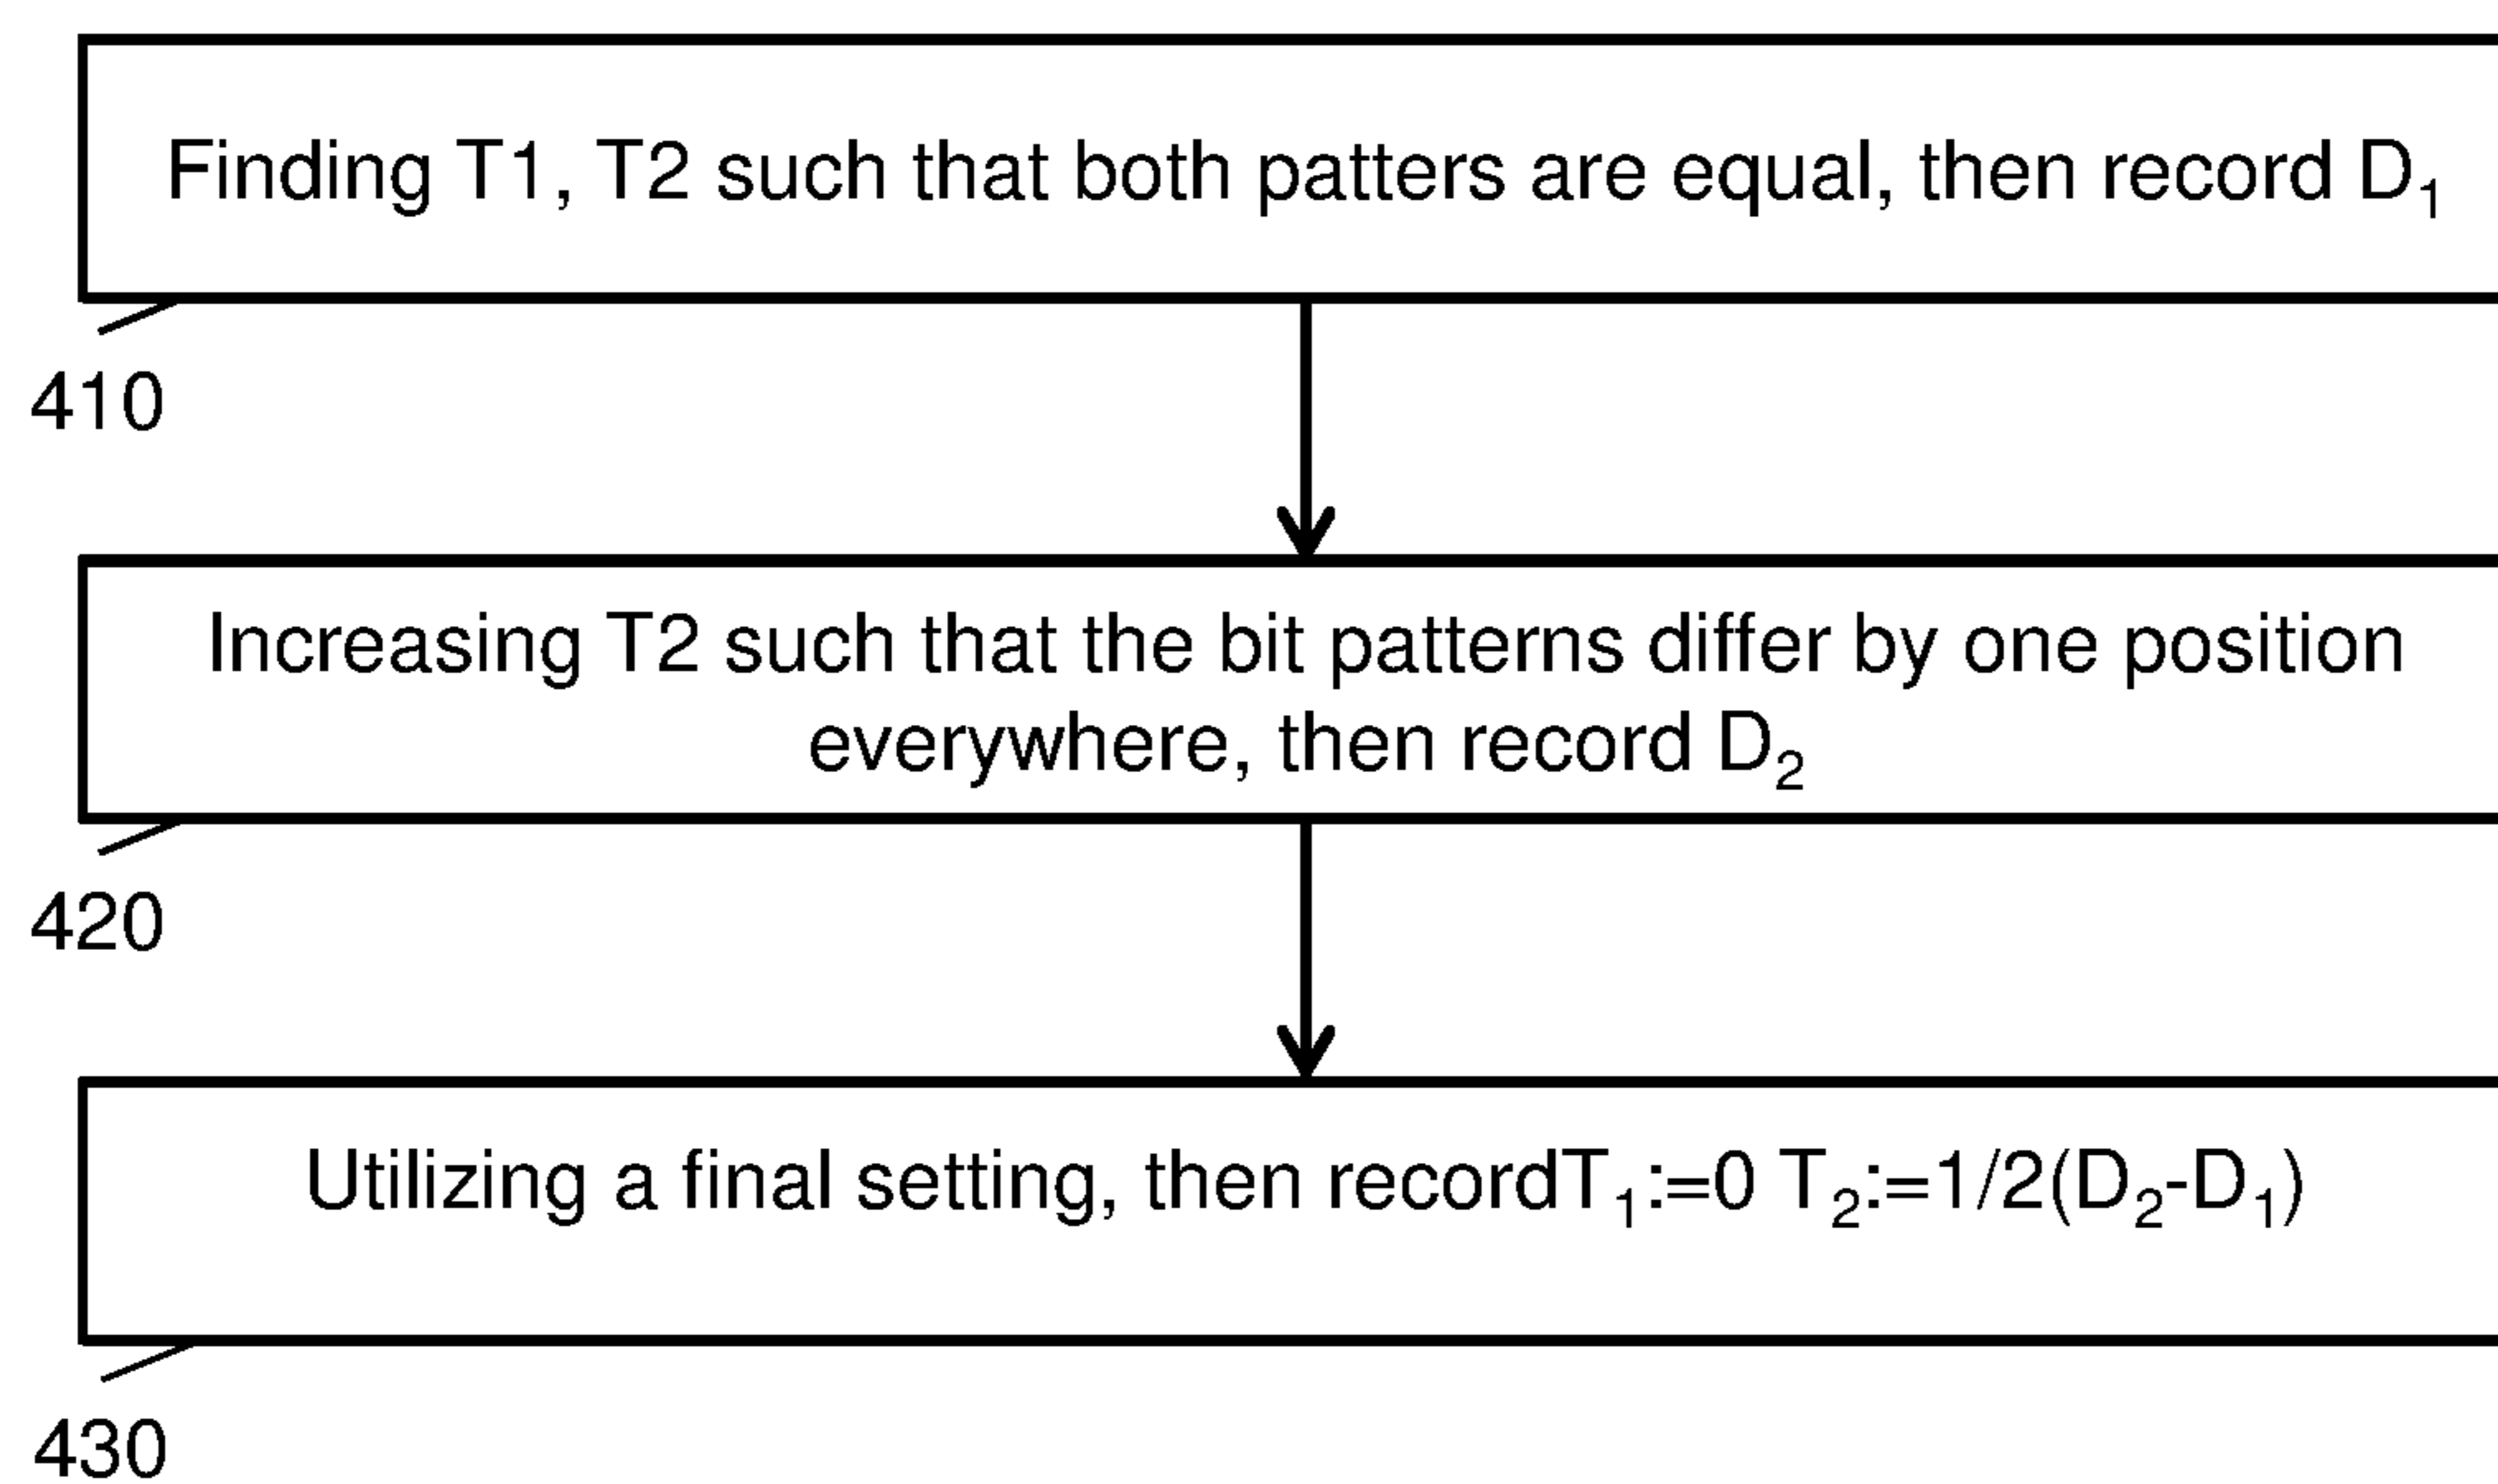 Finding T1, T2 such that both patters are equal, then record D₁
410
Increasing T2 such that the bit patterns differ by one position
everywhere, then record D₂
420
Utilizing a final setting, then recordT₁:=0 T₂:=1/2(D₂-D₁)
430